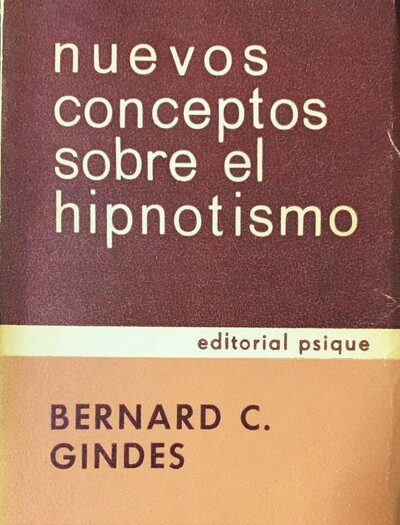 nuevos
conceptos
sobre el
hipnotismo
editorial psique
BERNARD C.
GINDES